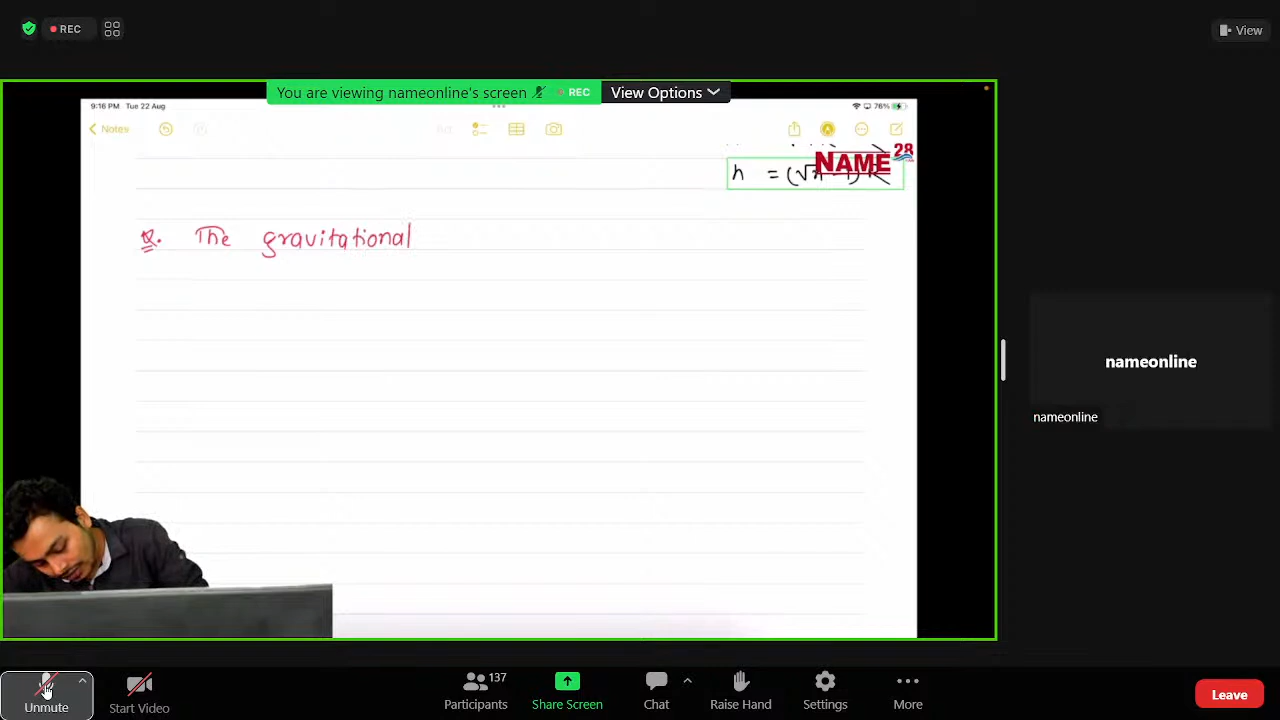 REC
View
You are viewing nameonline's screen
REC
View Options
9:16 PM Tue 22 Aug
76%
Notes
28
NAME
h = (√n
Q. The gravitational
nameonline
nameonline
Unmute
Start Video
137
Participants
Share Screen
Chat
Raise Hand
Settings
More
Leave